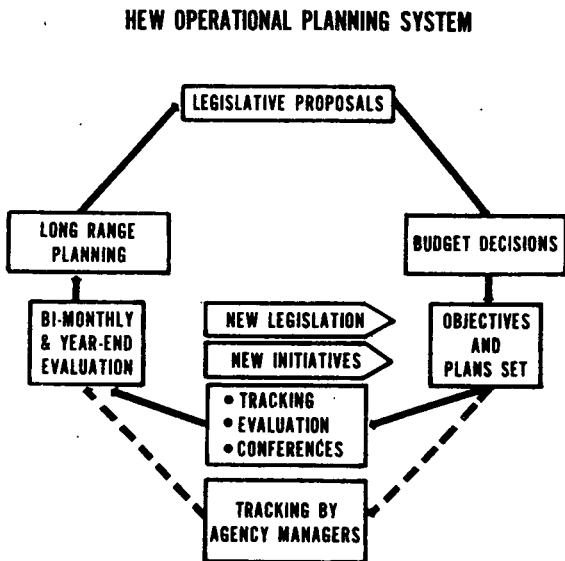 HEW OPERATIONAL PLANNING SYSTEM
LEGISLATIVE PROPOSALS
LONG RANGE
PLANNING
BUDGET DECISIONS
BI-MONTHLY
& YEAR-END
EVALUATION
NEW LEGISLATION
NEW INITIATIVES
OBJECTIVES
AND
PLANS SET
• TRACKING
• EVALUATION
• CONFERENCES
TRACKING BY
AGENCY MANAGERS